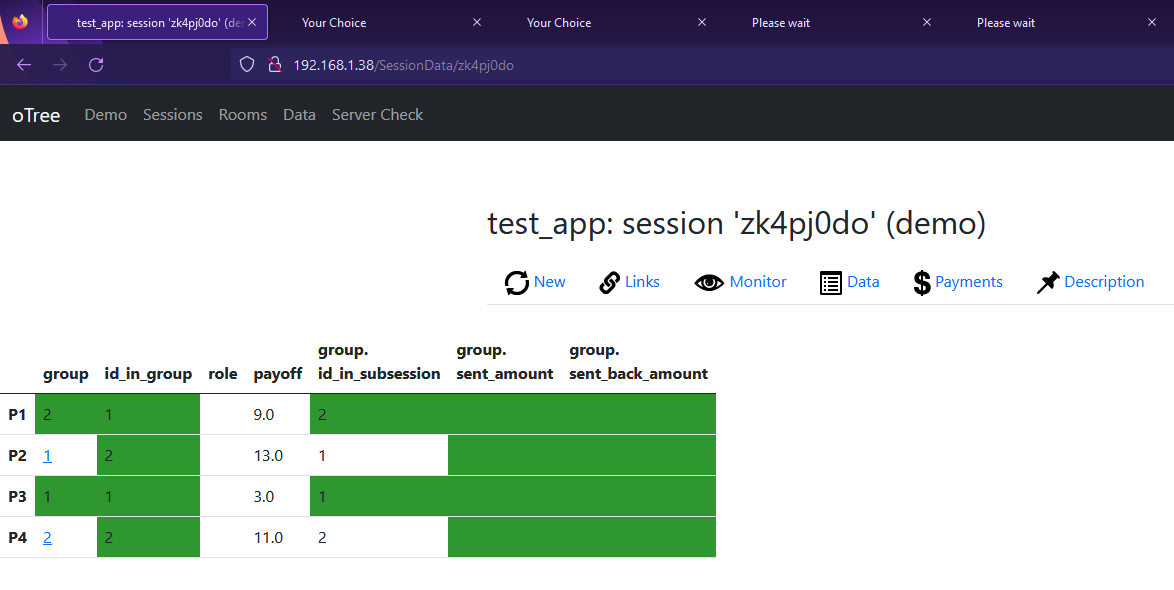 test_app: session 'zk4pj0do' (de
Your Choice
Your Choice
Please wait
Please wait
192.168.1.38/SessionData/zk4pj0do
oTree Demo Sessions Rooms Data Server Check
test_app: session 'zk4pj0do' (demo)
New Links Monitor Data Payments Description
group id_in_group role payoff group.id_in_subsession group.sent_amount group.sent_back_amount
P1 2 1 9.0 2
P2 1 2 13.0 1
P3 1 1 3.0 1
P4 2 2 11.0 2